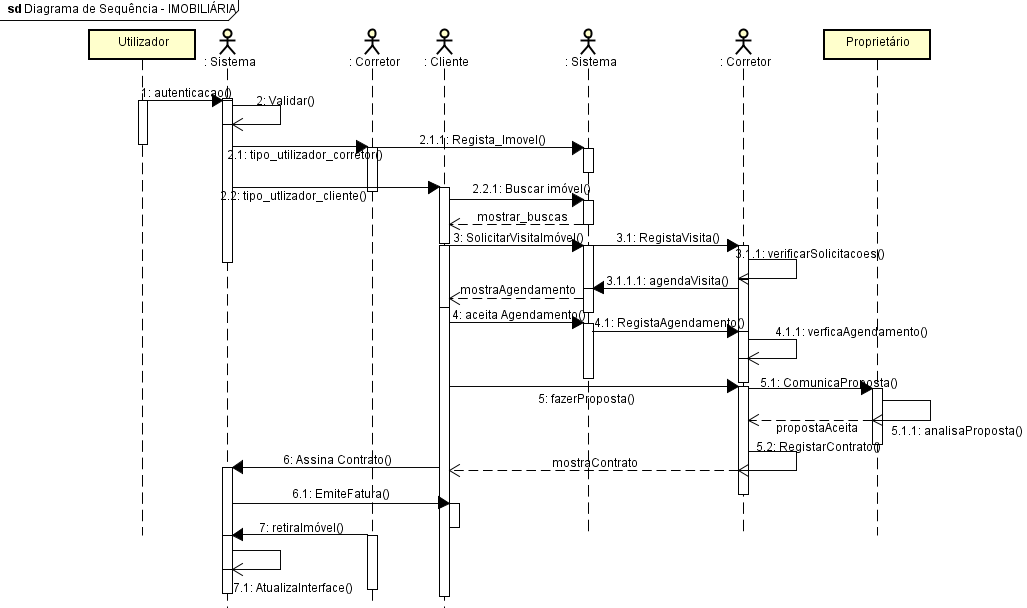 sd Diagrama de Sequência - IMOBILIÁRIA
Utilizador
: Sistema
: Corretor
: Cliente
: Sistema
: Corretor
Proprietário
1: autenticacao()
2: Validar()
2.1: tipo_utilizador_corretor()
2.1.1: Regista_Imovel()
2.2: tipo_utlizador_cliente()
2.2.1: Buscar imóvel()
mostrar_buscas
3: SolicitarVisitaImóvel()
3.1: RegistaVisita()
3.1.1: verificarSolicitacoes()
3.1.1.1: agendaVisita()
mostraAgendamento
4: aceita Agendamento()
4.1: RegistaAgendamento()
4.1.1: verficaAgendamento()
5: fazerProposta()
5.1: ComunicaProposta()
propostaAceita
5.1.1: analisaProposta()
5.2: RegistarContrato()
6: Assina Contrato()
mostraContrato
6.1: EmiteFatura()
7: retiraImóvel()
7.1: AtualizaInterface()